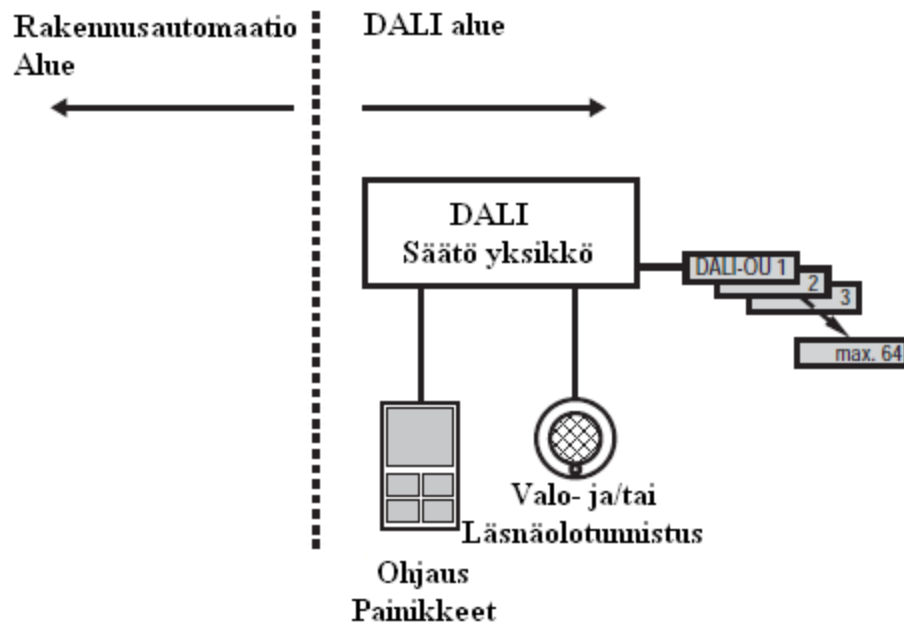 Rakennusautomaatio
Alue
DALI alue
DALI
Säätö yksikkö
DALI-OU 1
2
3
max. 64
Valo- ja/tai
Läsnäolotunnistus
Ohjaus
Painikkeet